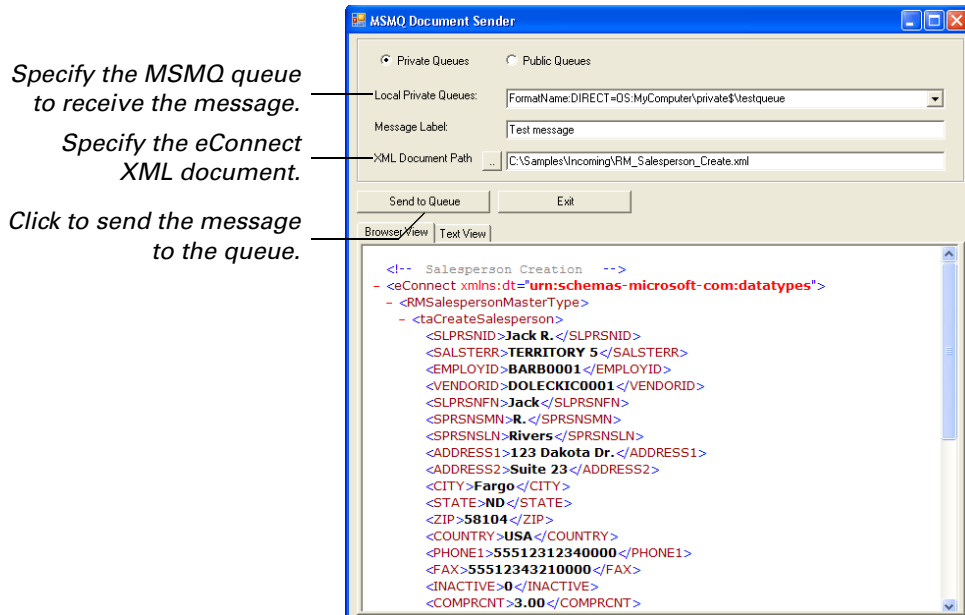 MSMQ Document Sender
Private Queues
Public Queues
Specify the MSMQ queue
to receive the message.
Local Private Queues:
FormatName:DIRECT=OS:MyComputer\private$\testqueue
Message Label:
Test message
Specify the eConnect
XML document.
XML Document Path
..
C:\Samples\Incoming\RM_Salesperson_Create.xml
Click to send the message
to the queue.
Send to Queue
Exit
Browser View
Text View
<!-- Salesperson Creation -->
- <eConnect xmlns:dt="urn:schemas-microsoft-com:datatypes">
- <RMSalespersonMasterType>
- <taCreateSalesperson>
<SLPRSNID>Jack R.</SLPRSNID>
<SALSTERR>TERRITORY 5</SALSTERR>
<EMPLOYID>BARB0001</EMPLOYID>
<VENDORID>DOLECKIC0001</VENDORID>
<SLPRSNFN>Jack</SLPRSNFN>
<SPRSNSMN>R.</SPRSNSMN>
<SPRSNSLN>Rivers</SPRSNSLN>
<ADDRESS1>123 Dakota Dr.</ADDRESS1>
<ADDRESS2>Suite 23</ADDRESS2>
<CITY>Fargo</CITY>
<STATE>ND</STATE>
<ZIP>58104</ZIP>
<COUNTRY>USA</COUNTRY>
<PHONE1>55512312340000</PHONE1>
<FAX>55512343210000</FAX>
<INACTIVE>0</INACTIVE>
<COMPRCNT>3.00</COMPRCNT>